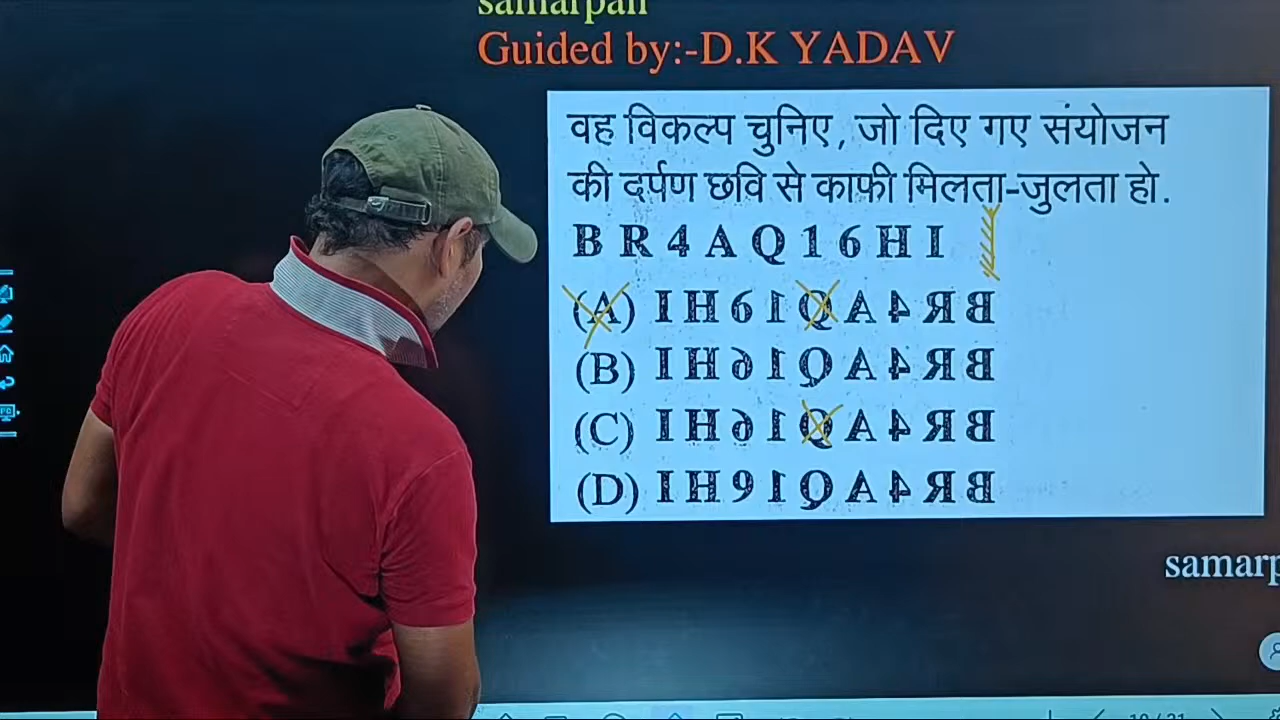 samarpan
Guided by:-D.K YADAV
वह विकल्प चुनिए, जो दिए गए संयोजन
की दर्पण छवि से काफी मिलता-जुलता हो.
B R 4 A Q 1 6 H I
(A) I H 6 1 Q A 4 R B
(B) I H 6 1 Q A 4 R B
(C) I H 6 1 Q A 4 R B
(D) I H 9 1 Q A 4 R B
samarp